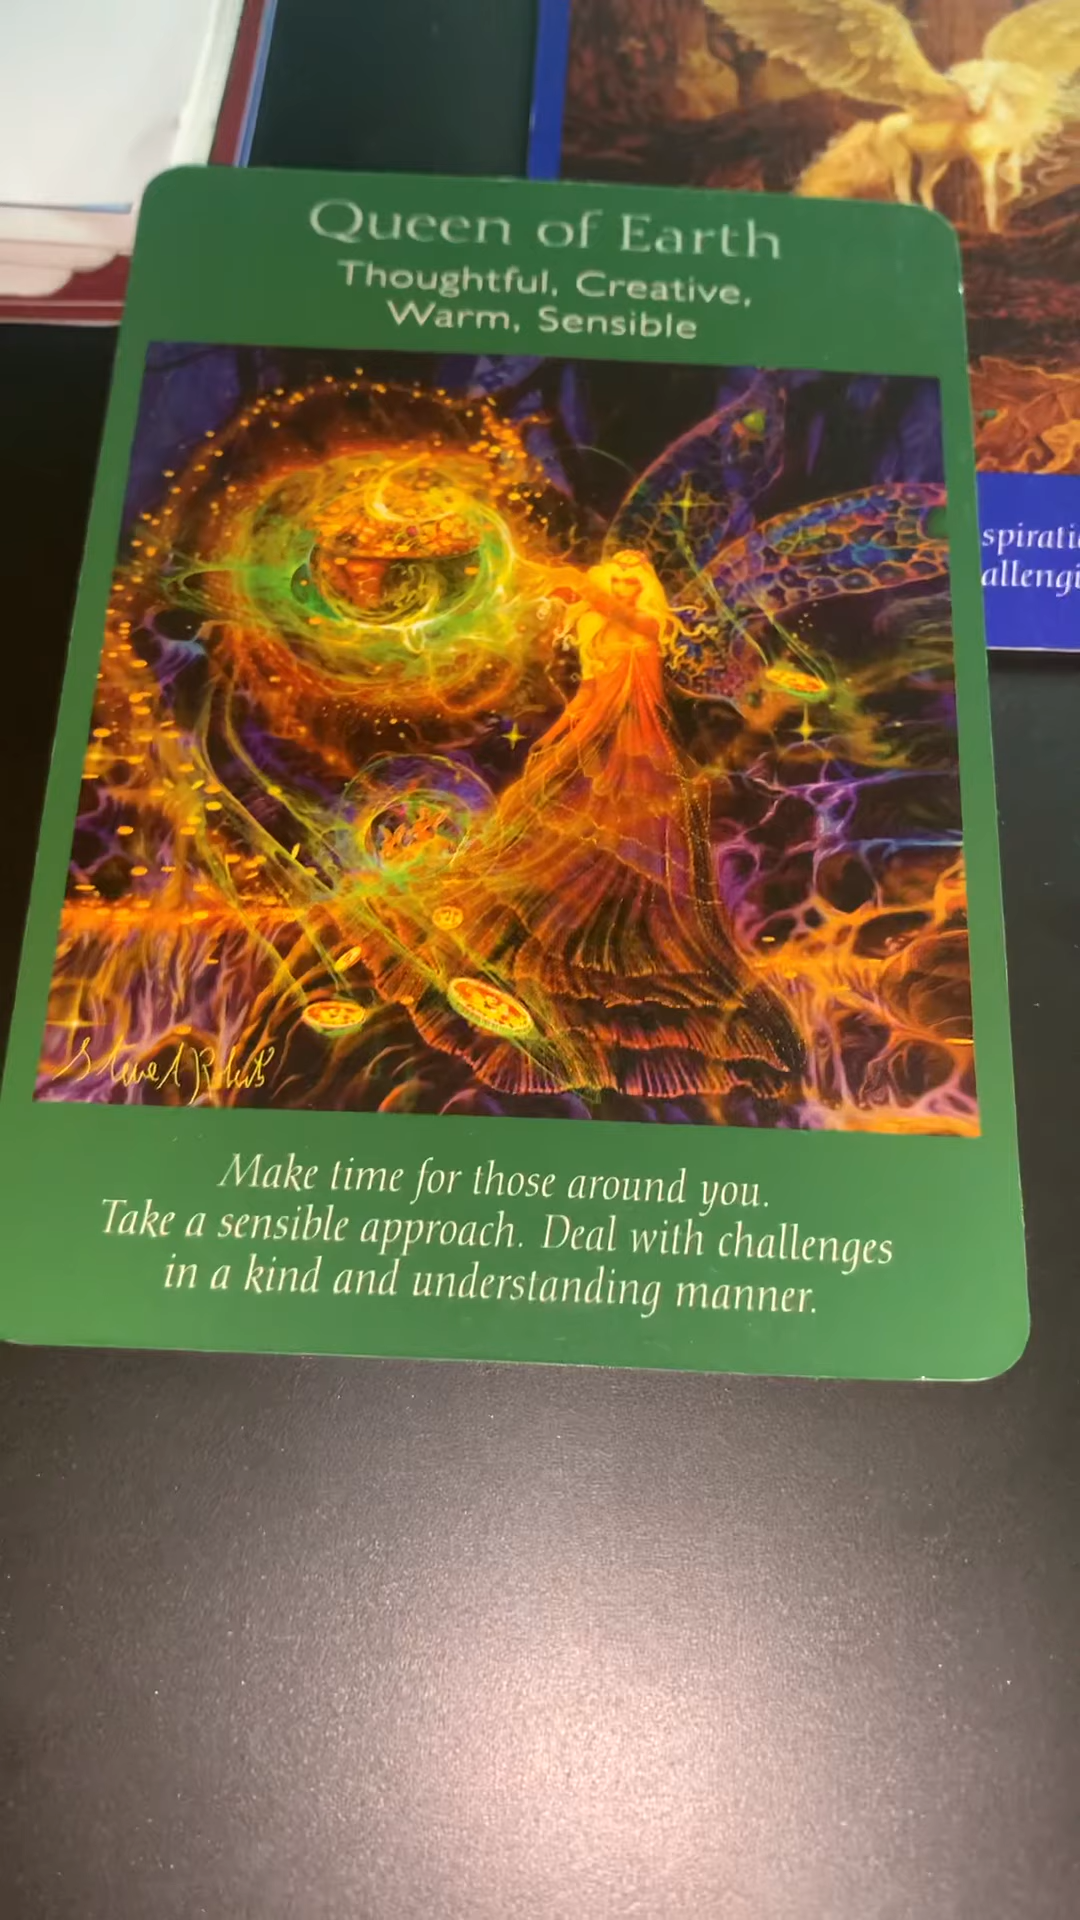 Queen of Earth
Thoughtful, Creative,
Warm, Sensible
Make time for those around you.
Take a sensible approach. Deal with challenges
in a kind and understanding manner.